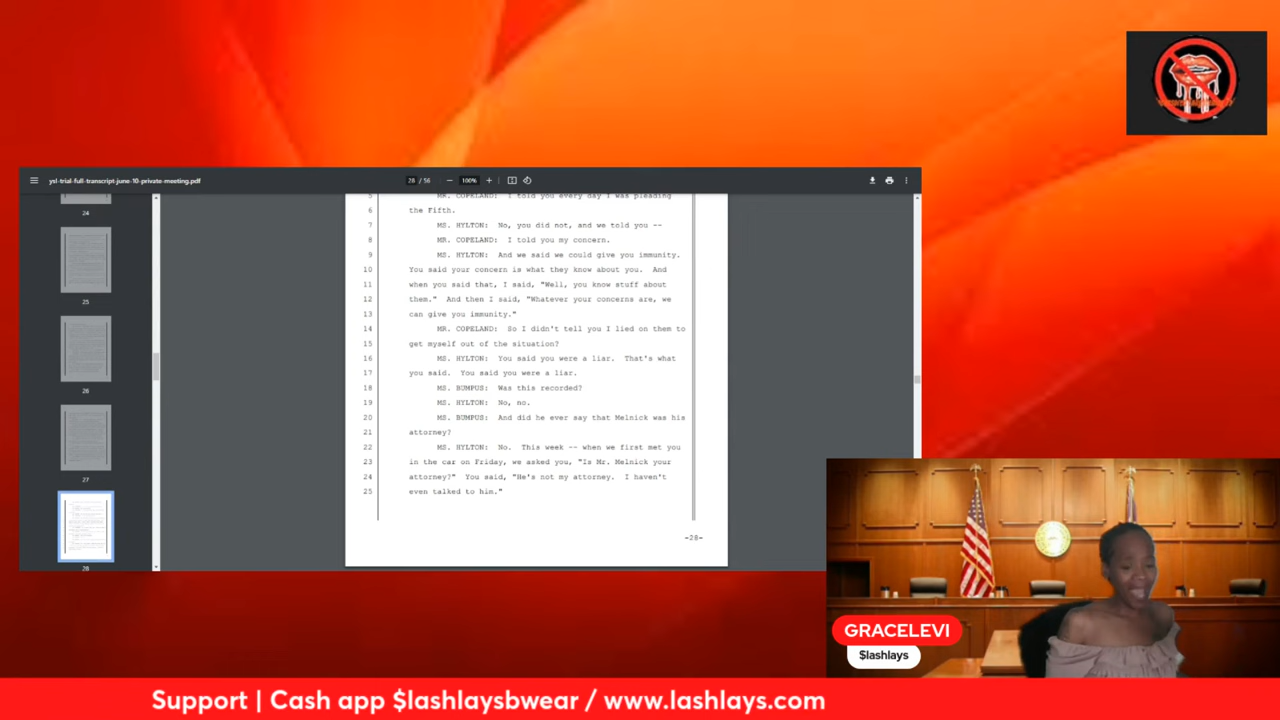 ysl-trial-full-transcript-june-10-private-meeting.pdf
28 / 56
100%
24
25
26
27
28
5 MR. COPELAND: I told you every day I was pleading
6 the Fifth.
7 MS. HYLTON: No, you did not, and we told you --
8 MR. COPELAND: I told you my concern.
9 MS. HYLTON: And we said we could give you immunity.
10 You said your concern is what they know about you. And
11 when you said that, I said, "Well, you know stuff about
12 them." And then I said, "Whatever your concerns are, we
13 can give you immunity."
14 MR. COPELAND: So I didn't tell you I lied on them to
15 get myself out of the situation?
16 MS. HYLTON: You said you were a liar. That's what
17 you said. You said you were a liar.
18 MS. BUMPUS: Was this recorded?
19 MS. HYLTON: No, no.
20 MS. BUMPUS: And did he ever say that Melnick was his
21 attorney?
22 MS. HYLTON: No. This week -- when we first met you
23 in the car on Friday, we asked you, "Is Mr. Melnick your
24 attorney?" You said, "He's not my attorney. I haven't
25 even talked to him."
-28-
GRACELEVI
$lashlays
Support | Cash app $lashlaysbwear / www.lashlays.com